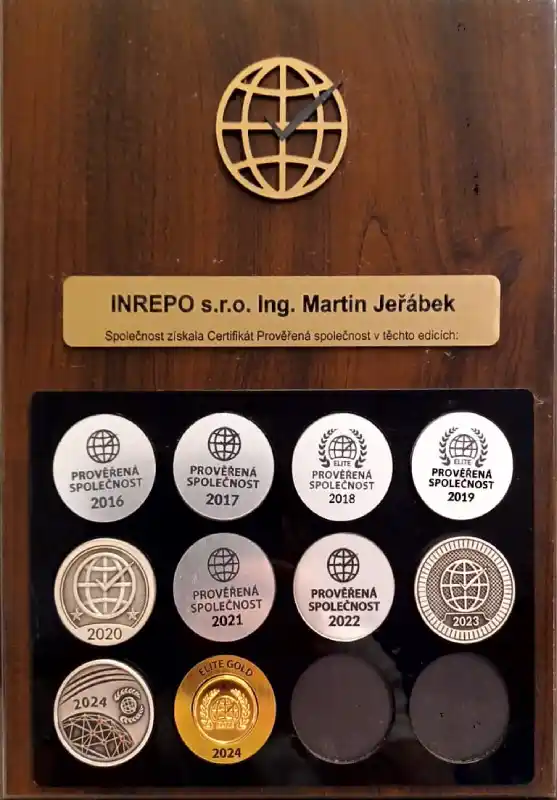 INREPO s.r.o. Ing. Martin Jeřábek
Společnost získala Certifikát Prověřená společnost v těchto edicích:
PROVĚŘENÁ
SPOLEČNOST
2016
PROVĚŘENÁ
SPOLEČNOST
2017
ELITE
PROVĚŘENÁ
SPOLEČNOST
2018
ELITE
PROVĚŘENÁ
SPOLEČNOST
2019
2020
PROVĚŘENÁ
SPOLEČNOST
2021
PROVĚŘENÁ
SPOLEČNOST
2022
2023
2024
ELITE GOLD
2024